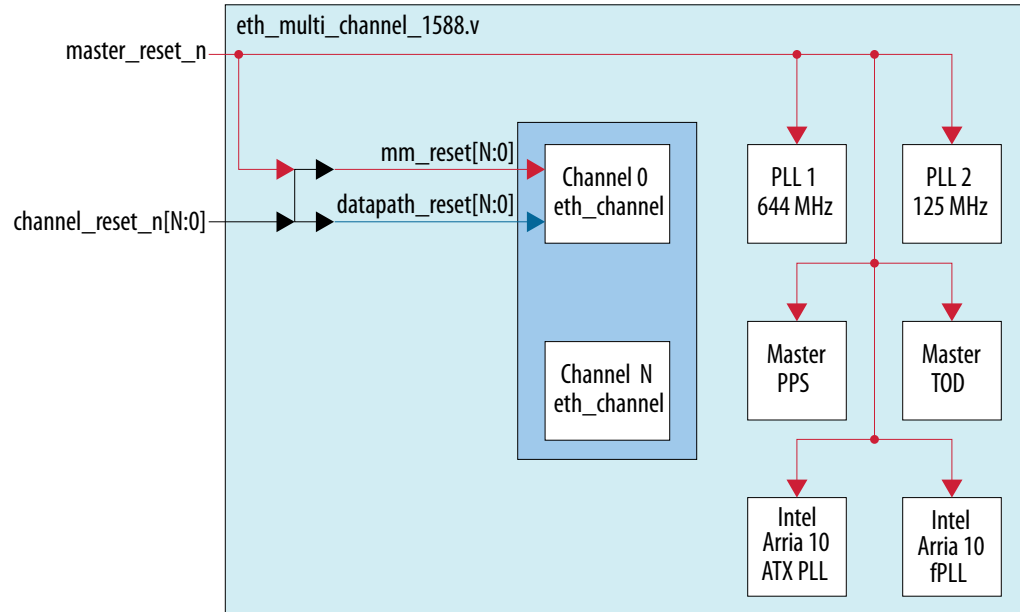 eth_multi_channel_1588.v
master_reset_n
mm_reset[N:0]
channel_reset_n[N:0]
datapath_reset[N:0]
Channel 0
eth_channel
Channel N
eth_channel
PLL 1
644 MHz
PLL 2
125 MHz
Master
PPS
Master
TOD
Intel
Arria 10
ATX PLL
Intel
Arria 10
fPLL